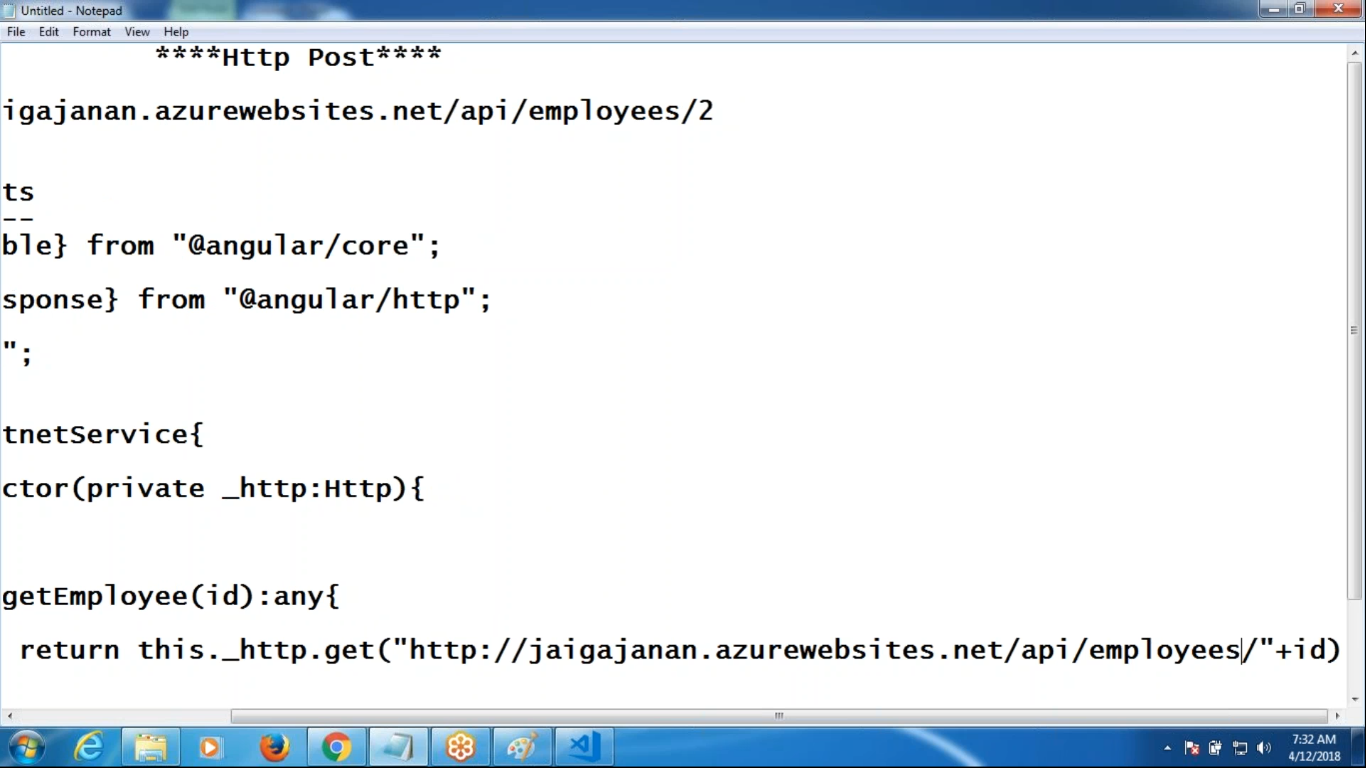 Untitled - Notepad
File Edit Format View Help
****Http Post****
igajanan.azurewebsites.net/api/employees/2
ts
--
ble} from "@angular/core";
sponse} from "@angular/http";
";
tnetService{
ctor(private _http:Http){
getEmployee(id):any{
return this._http.get("http://jaigajanan.azurewebsites.net/api/employees/"+id)
7:32 AM
4/12/2018